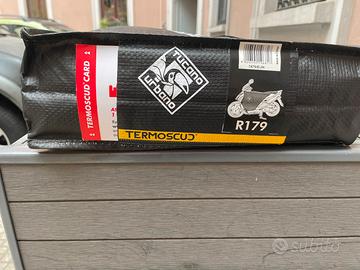 TERMOSCUD CARD
TUCANO
URBANO
R179
TERMOSCUD®
subito